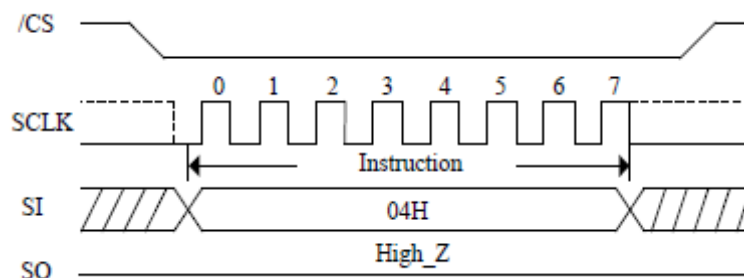 /CS
0 1 2 3 4 5 6 7
SCLK
Instruction
SI
04H
High_Z
SO